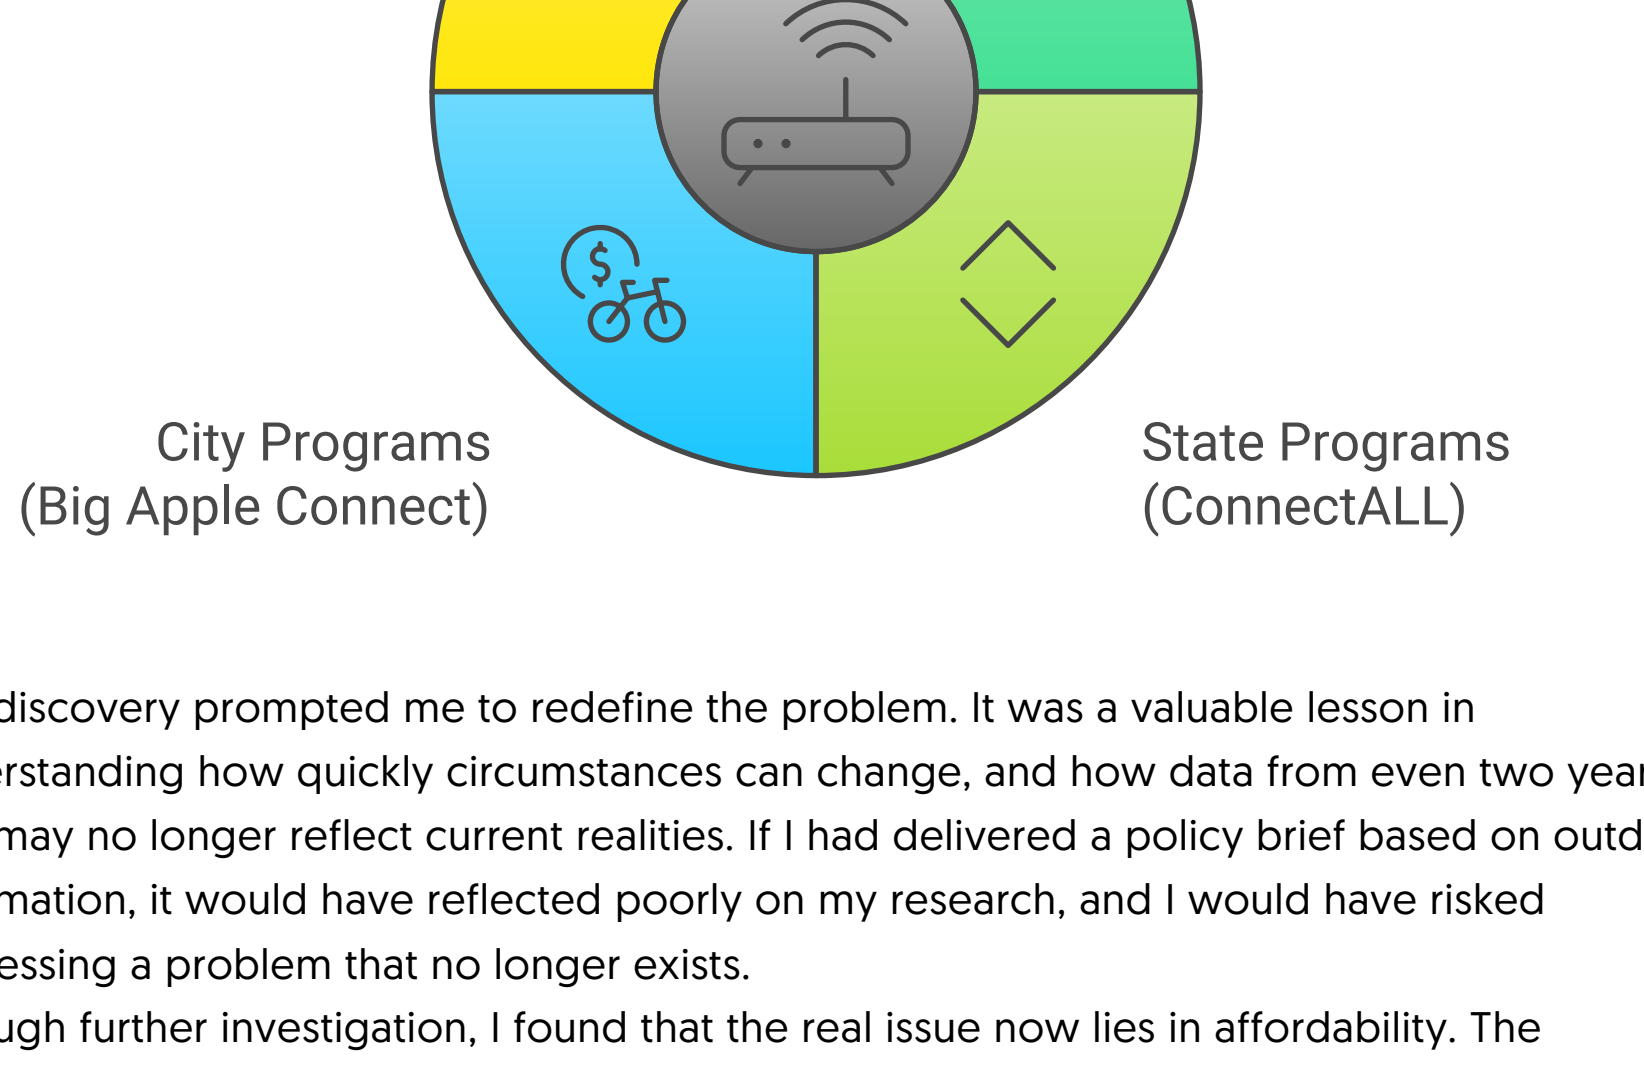 City Programs
(Big Apple Connect)
State Programs
(ConnectALL)
discovery prompted me to redefine the problem. It was a valuable lesson in
erstanding how quickly circumstances can change, and how data from even two year
may no longer reflect current realities. If I had delivered a policy brief based on outd
mation, it would have reflected poorly on my research, and I would have risked
essing a problem that no longer exists.
ugh further investigation, I found that the real issue now lies in affordability. The